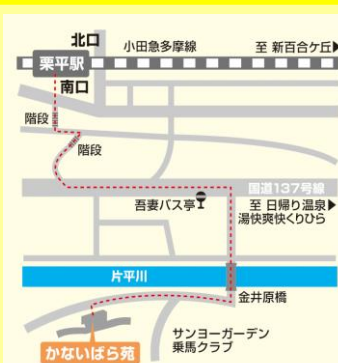 北口
小田急多摩線
至 新百合ケ丘▶
栗平駅
南口
階段
階段
国道137号線
吾妻バス亭
至 日帰り温泉▶
湯快爽快くりひら
片平川
金井原橋
サンヨーガーデン
乗馬クラブ
かないばら苑